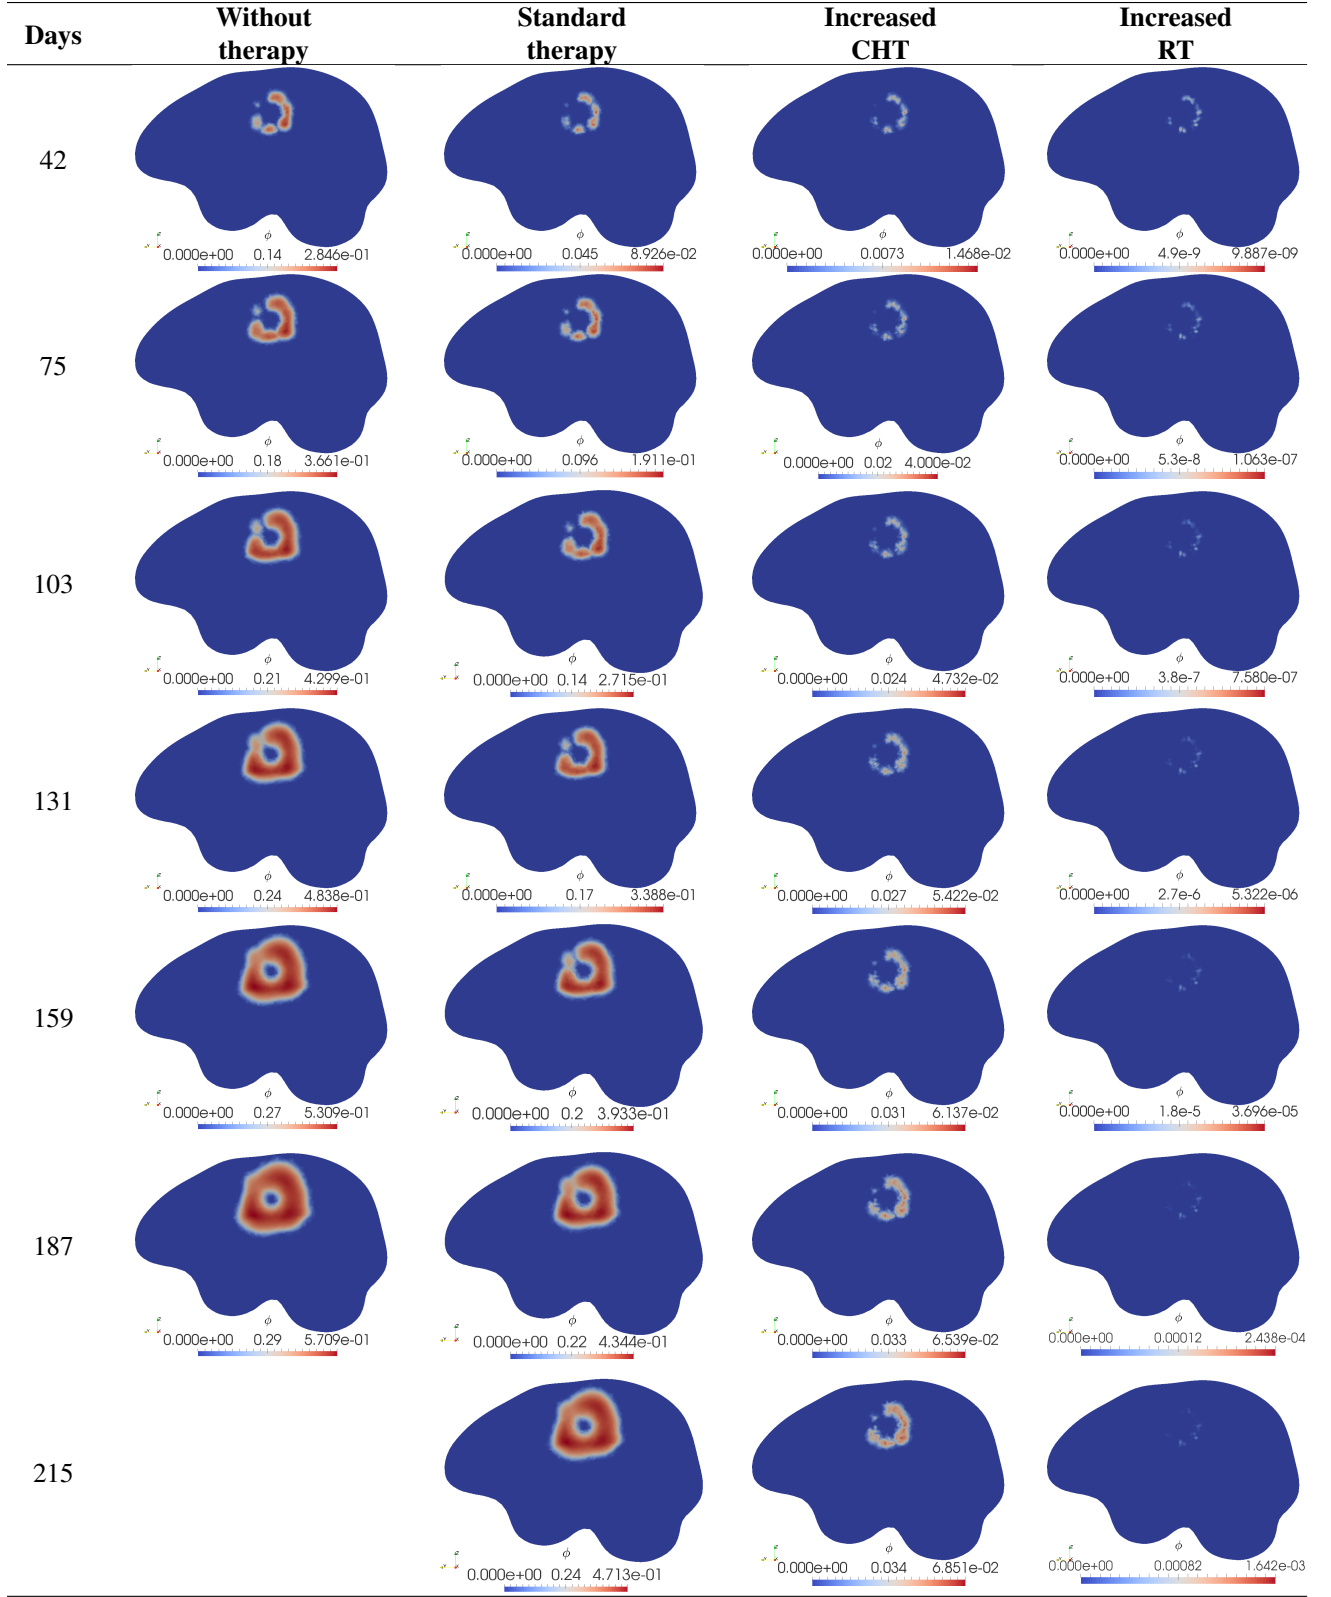 Days
Without therapy
Standard therapy
Increased CHT
Increased RT
42
ϕ
0.000e+00 0.14 2.846e-01
ϕ
0.000e+00 0.045 8.926e-02
ϕ
0.000e+00 0.0073 1.468e-02
ϕ
0.000e+00 4.9e-9 9.887e-09
75
ϕ
0.000e+00 0.18 3.661e-01
ϕ
0.000e+00 0.096 1.911e-01
ϕ
0.000e+00 0.02 4.000e-02
ϕ
0.000e+00 5.3e-8 1.063e-07
103
ϕ
0.000e+00 0.21 4.299e-01
ϕ
0.000e+00 0.14 2.715e-01
ϕ
0.000e+00 0.024 4.732e-02
ϕ
0.000e+00 3.8e-7 7.580e-07
131
ϕ
0.000e+00 0.24 4.838e-01
ϕ
0.000e+00 0.17 3.388e-01
ϕ
0.000e+00 0.027 5.422e-02
ϕ
0.000e+00 2.7e-6 5.322e-06
159
ϕ
0.000e+00 0.27 5.309e-01
ϕ
0.000e+00 0.2 3.933e-01
ϕ
0.000e+00 0.031 6.137e-02
ϕ
0.000e+00 1.8e-5 3.696e-05
187
ϕ
0.000e+00 0.29 5.709e-01
ϕ
0.000e+00 0.22 4.344e-01
ϕ
0.000e+00 0.033 6.539e-02
ϕ
0.000e+00 0.00012 2.438e-04
215
ϕ
0.000e+00 0.24 4.713e-01
ϕ
0.000e+00 0.034 6.851e-02
ϕ
0.000e+00 0.00082 1.642e-03